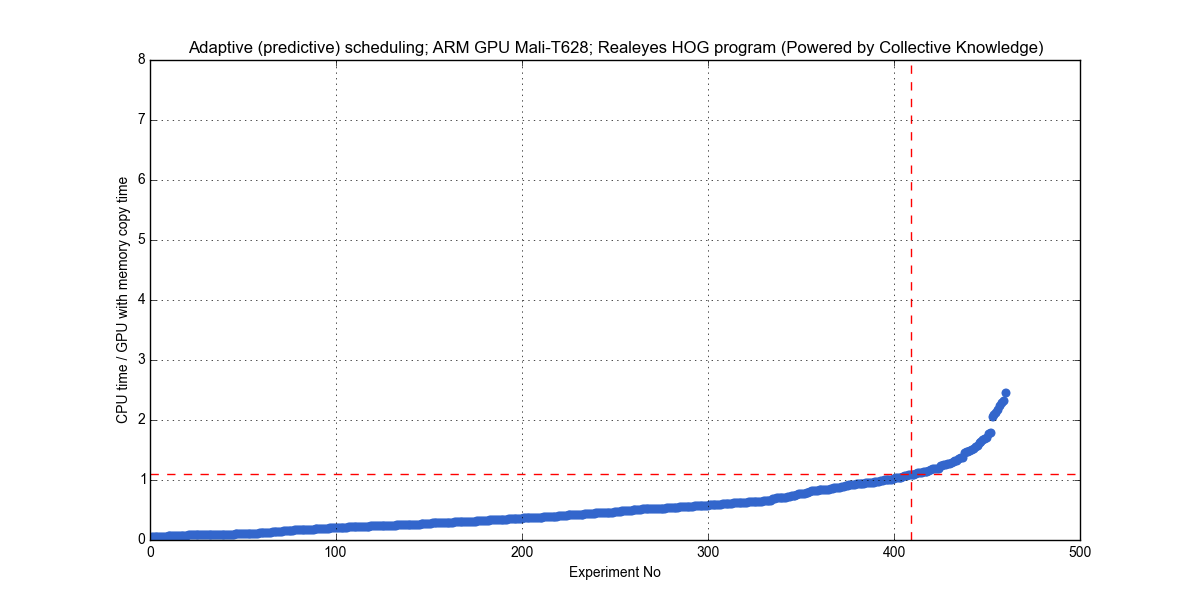 Adaptive (predictive) scheduling; ARM GPU Mali-T628; Realeyes HOG program (Powered by Collective Knowledge)
8
7
6
5
4
3
2
1
0
CPU time / GPU with memory copy time
0 100 200 300 400 500
Experiment No